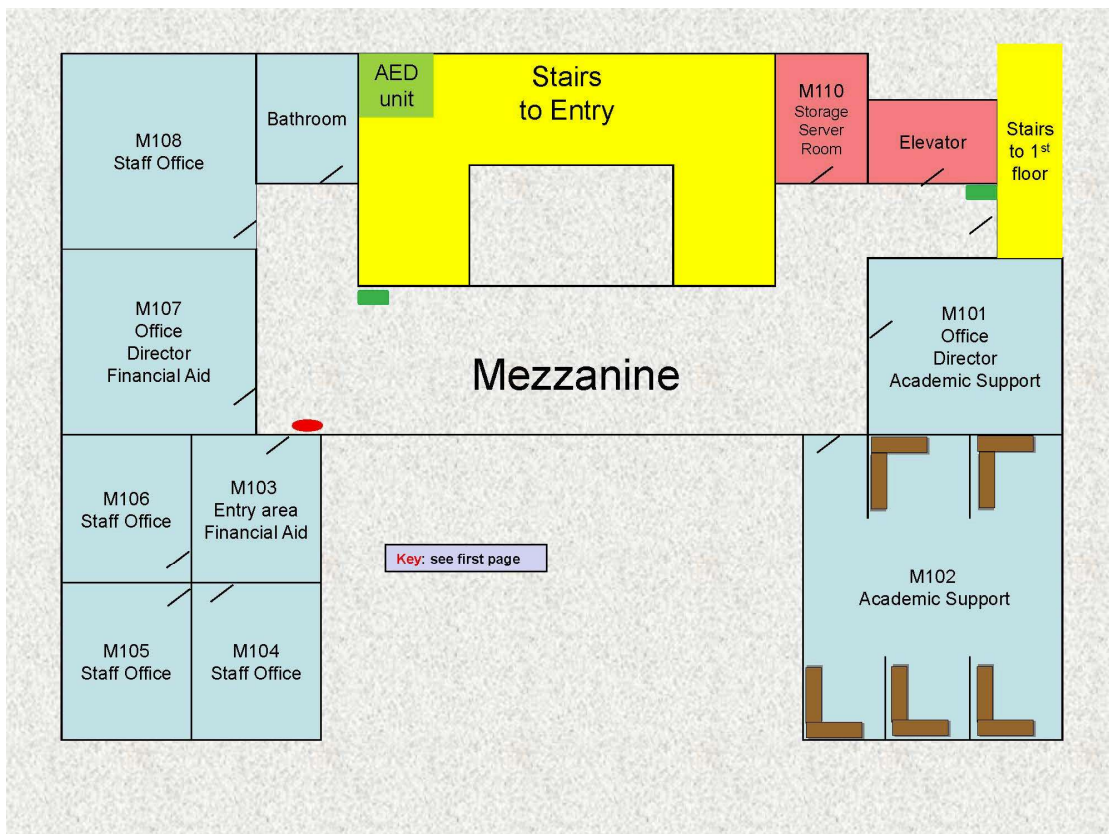 M108
Staff Office
Bathroom
AED
unit
Stairs
to Entry
M110
Storage
Server
Room
Elevator
Stairs
to 1st
floor
M107
Office
Director
Financial Aid
Mezzanine
M101
Office
Director
Academic Support
M106
Staff Office
M103
Entry area
Financial Aid
Key: see first page
M102
Academic Support
M105
Staff Office
M104
Staff Office